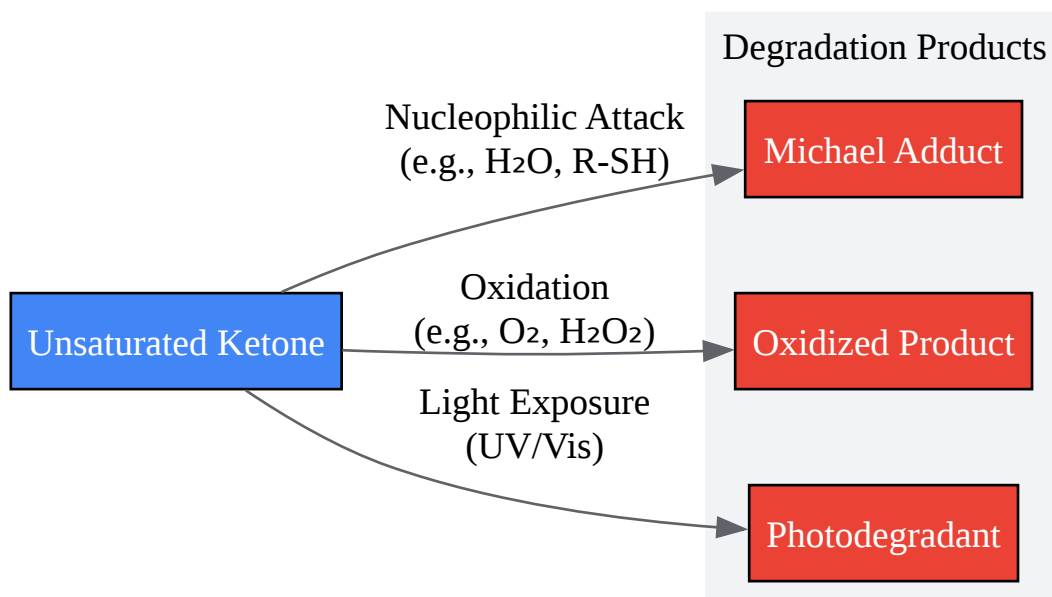 Degradation Products
Nucleophilic Attack
(e.g., H₂O, R-SH)
Michael Adduct
Unsaturated Ketone
Oxidation
(e.g., O₂, H₂O₂)
Oxidized Product
Light Exposure
(UV/Vis)
Photodegradant